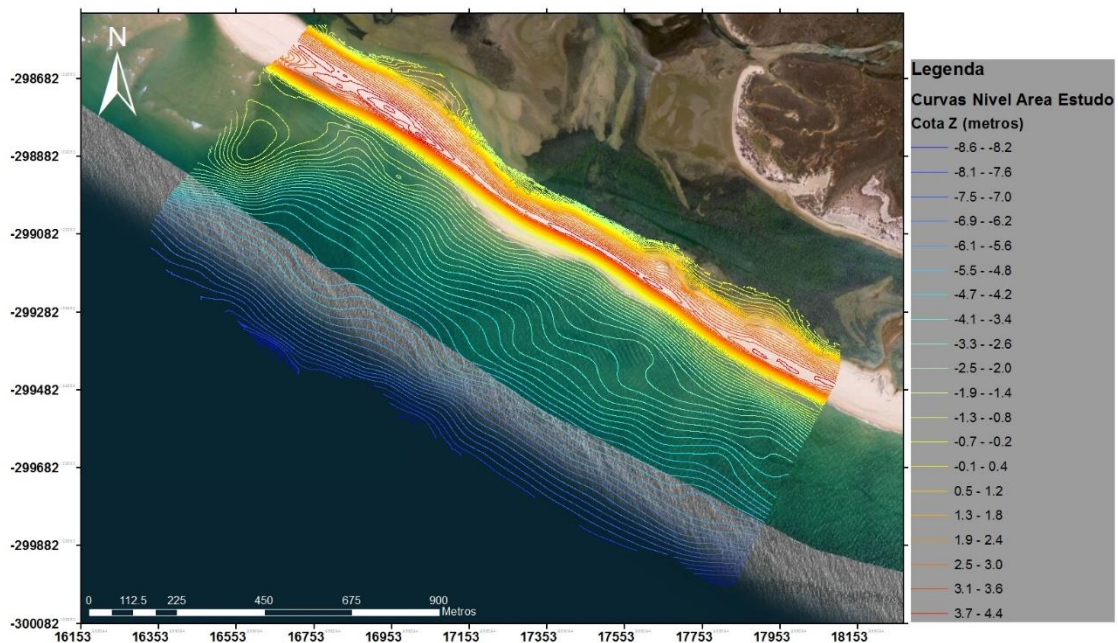 N
-298682
-298882
-299082
-299282
-299482
-299682
-299882
-300082
0 112.5 225 450 675 900
Metros
16153 16353 16553 16753 16953 17153 17353 17553 17753 17953 18153
Legenda
Curvas Nivel Area Estudo
Cota Z (metros)
-8.6 - -8.2
-8.1 - -7.6
-7.5 - -7.0
-6.9 - -6.2
-6.1 - -5.6
-5.5 - -4.8
-4.7 - -4.2
-4.1 - -3.4
-3.3 - -2.6
-2.5 - -2.0
-1.9 - -1.4
-1.3 - -0.8
-0.7 - -0.2
-0.1 - 0.4
0.5 - 1.2
1.3 - 1.8
1.9 - 2.4
2.5 - 3.0
3.1 - 3.6
3.7 - 4.4